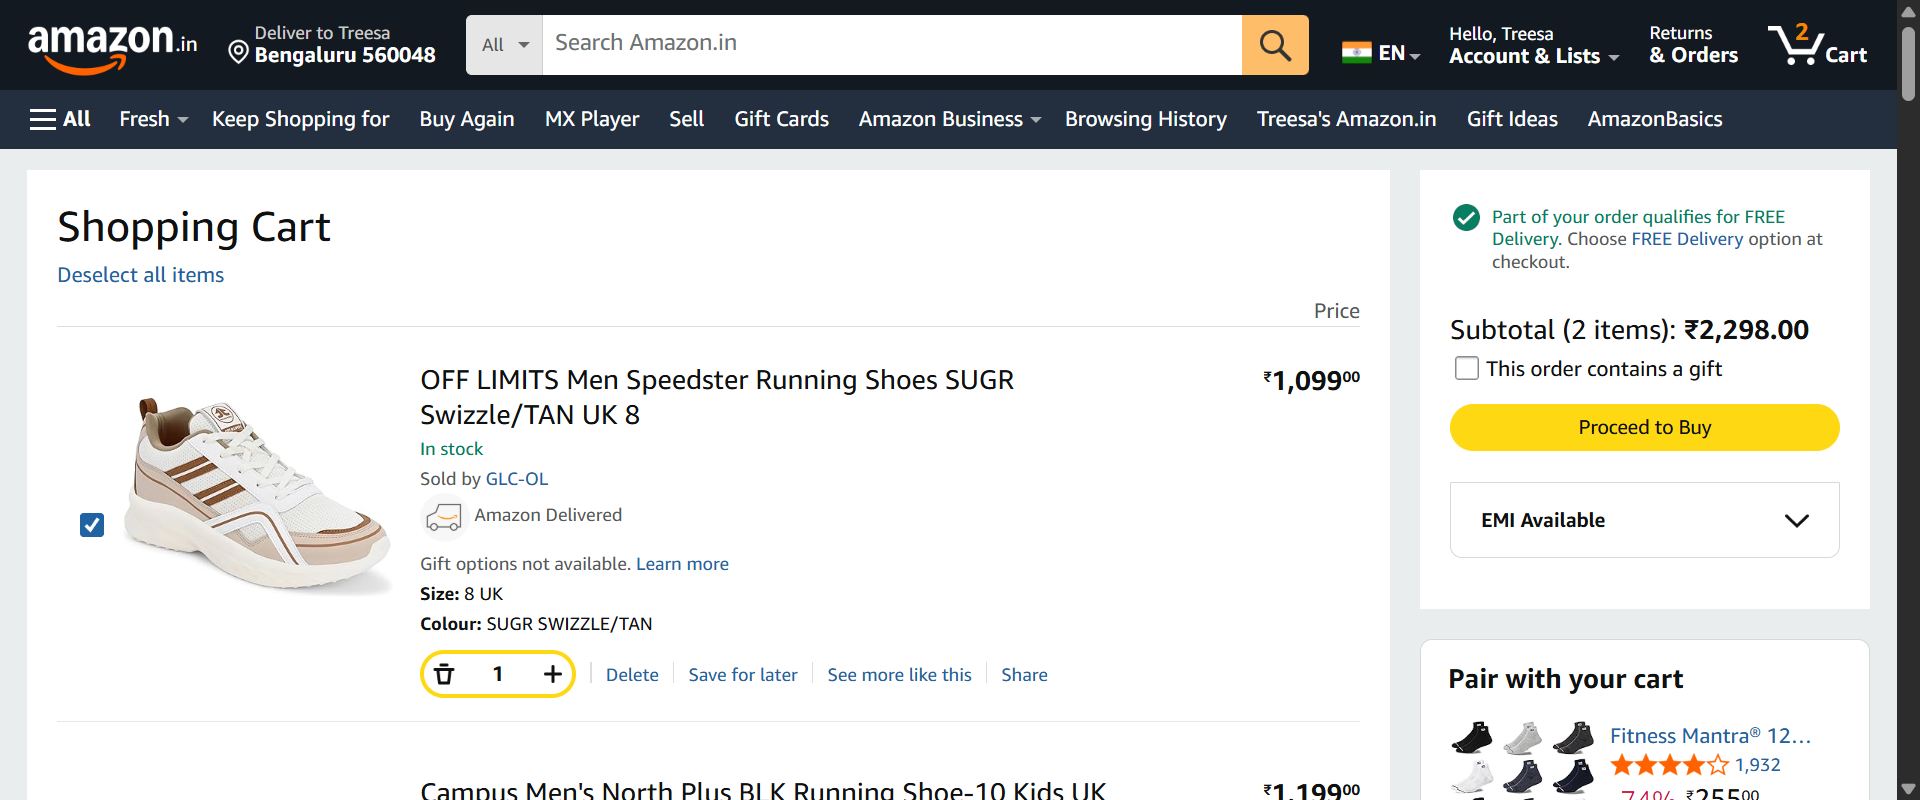 amazon.in
Deliver to Treesa
Bengaluru 560048
All
Search Amazon.in
EN
Hello, Treesa
Account & Lists
Returns
& Orders
2
Cart
All
Fresh
Keep Shopping for
Buy Again
MX Player
Sell
Gift Cards
Amazon Business
Browsing History
Treesa's Amazon.in
Gift Ideas
AmazonBasics
Shopping Cart
Deselect all items
Price
OFF LIMITS Men Speedster Running Shoes SUGR
Swizzle/TAN UK 8
₹1,09900
In stock
Sold by GLC-OL
Amazon Delivered
Gift options not available. Learn more
Size: 8 UK
Colour: SUGR SWIZZLE/TAN
1
Delete
Save for later
See more like this
Share
Campus Men's North Plus BLK Running Shoe-10 Kids UK
₹1,19900
Part of your order qualifies for FREE
Delivery. Choose FREE Delivery option at
checkout.
Subtotal (2 items): ₹2,298.00
This order contains a gift
Proceed to Buy
EMI Available
Pair with your cart
Fitness Mantra® 12...
1,932
-74% ₹25500